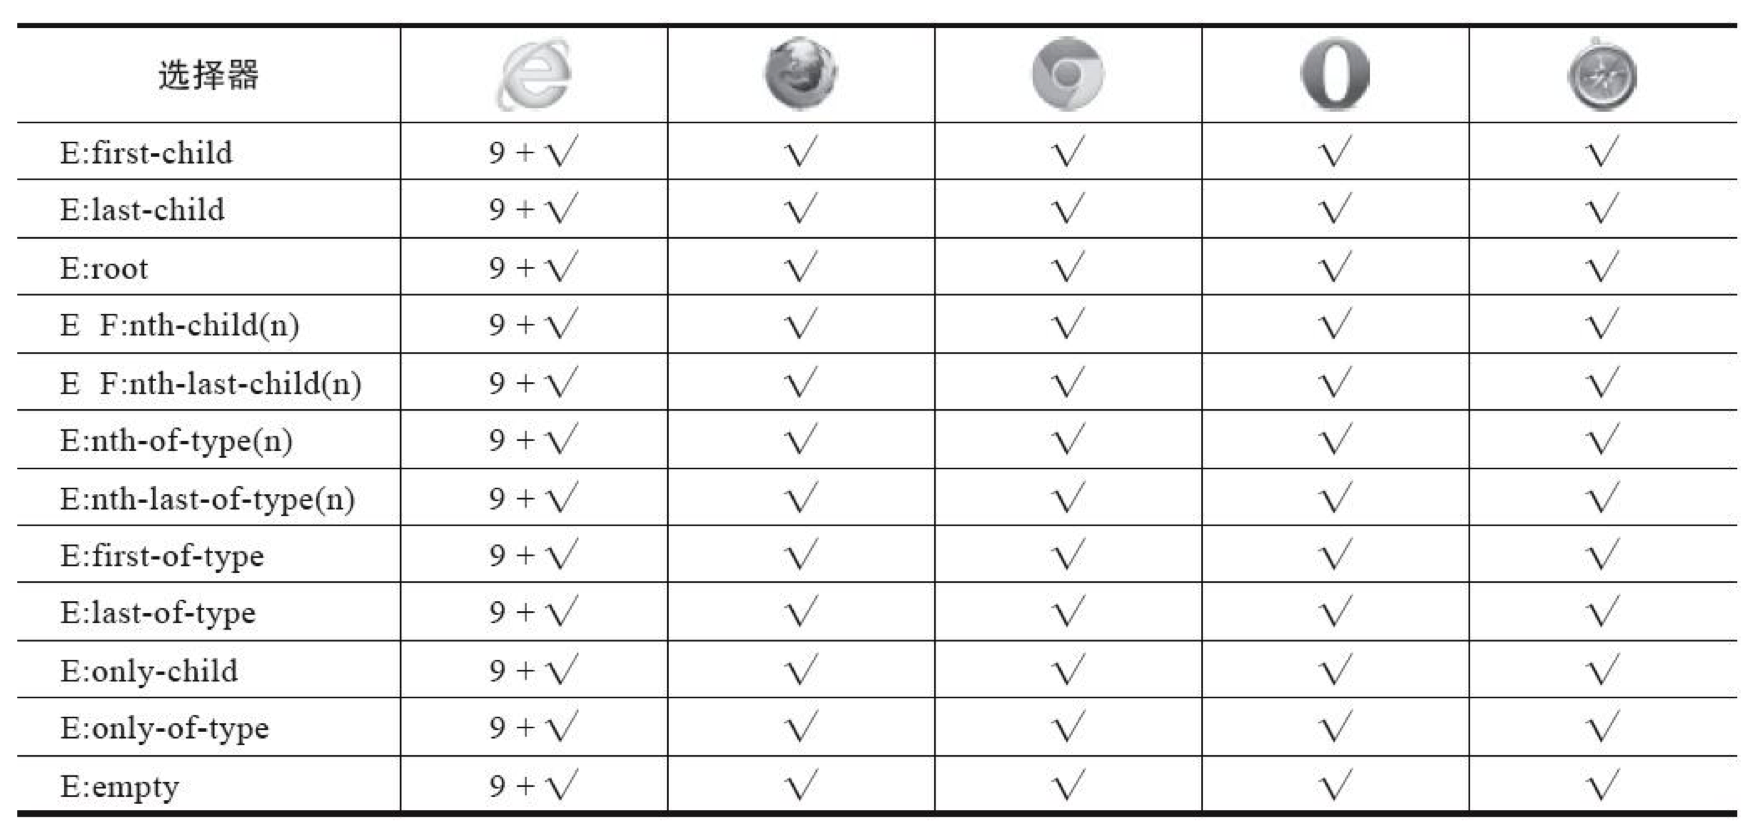 选择器
E:first-child 9 + √ √ √ √ √
E:last-child 9 + √ √ √ √ √
E:root 9 + √ √ √ √ √
E F:nth-child(n) 9 + √ √ √ √ √
E F:nth-last-child(n) 9 + √ √ √ √ √
E:nth-of-type(n) 9 + √ √ √ √ √
E:nth-last-of-type(n) 9 + √ √ √ √ √
E:first-of-type 9 + √ √ √ √ √
E:last-of-type 9 + √ √ √ √ √
E:only-child 9 + √ √ √ √ √
E:only-of-type 9 + √ √ √ √ √
E:empty 9 + √ √ √ √ √